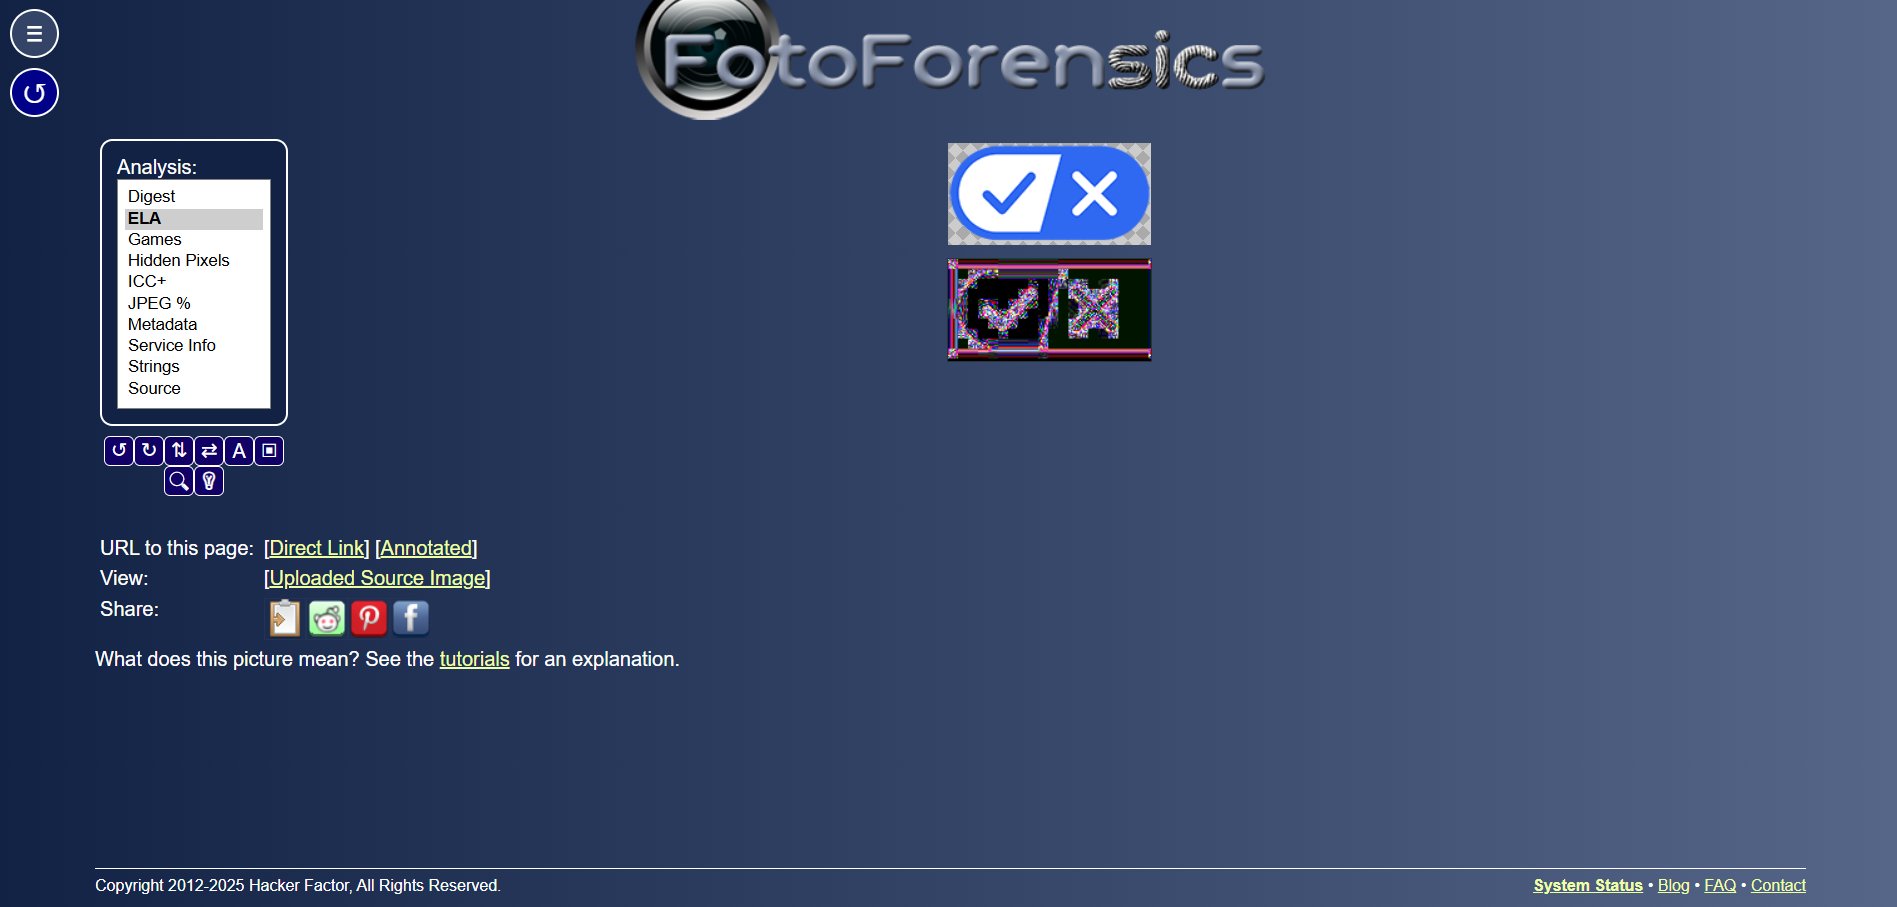 FotoForensics
Analysis:
Digest
ELA
Games
Hidden Pixels
ICC+
JPEG %
Metadata
Service Info
Strings
Source
A
URL to this page: [Direct Link] [Annotated]
View: [Uploaded Source Image]
Share:
What does this picture mean? See the tutorials for an explanation.
Copyright 2012-2025 Hacker Factor, All Rights Reserved.
System Status • Blog • FAQ • Contact